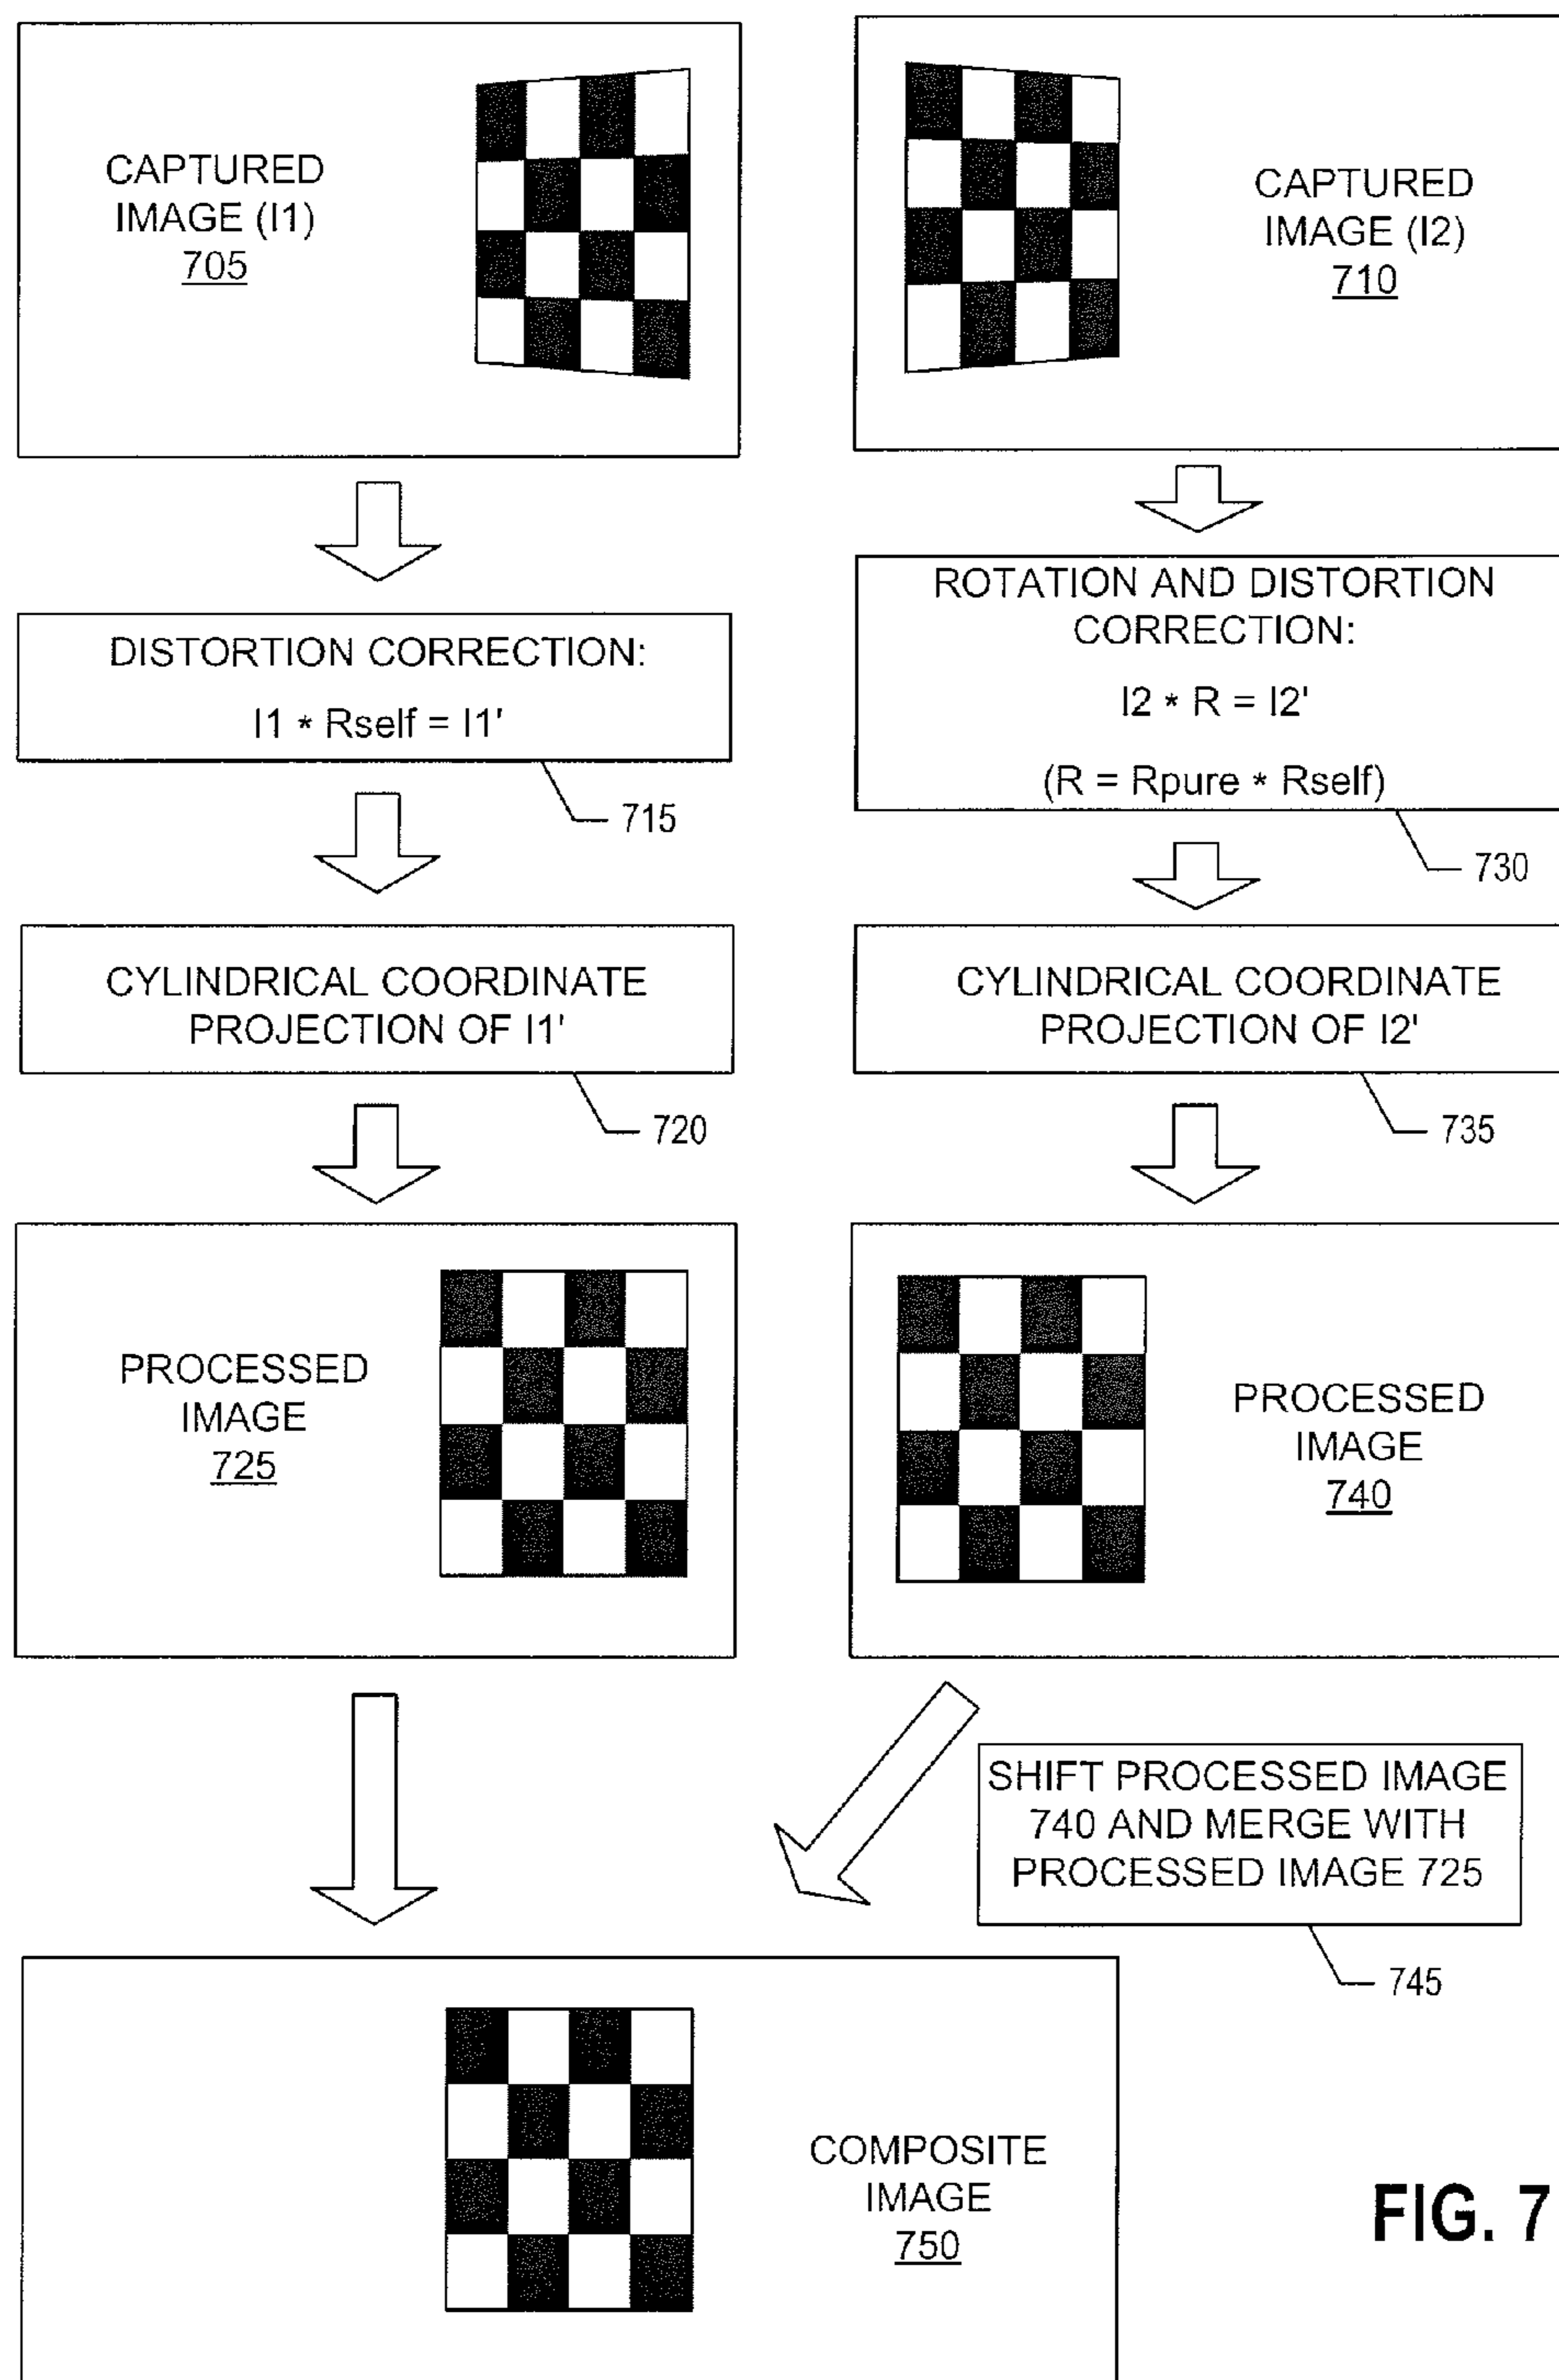 CAPTURED
IMAGE (I1)
705
CAPTURED
IMAGE (I2)
710
DISTORTION CORRECTION:
I1 * Rself = I1'
715
ROTATION AND DISTORTION
CORRECTION:
I2 * R = I2'
(R = Rpure * Rself)
730
CYLINDRICAL COORDINATE
PROJECTION OF I1'
720
CYLINDRICAL COORDINATE
PROJECTION OF I2'
735
PROCESSED
IMAGE
725
PROCESSED
IMAGE
740
SHIFT PROCESSED IMAGE
740 AND MERGE WITH
PROCESSED IMAGE 725
745
COMPOSITE
IMAGE
750
FIG. 7